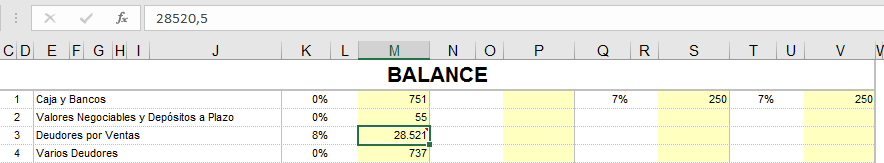 fx 28520,5
C D E F G H I J K L M N O P Q R S T U V W
BALANCE
1 Caja y Bancos 0% 751 7% 250 7% 250
2 Valores Negociables y Depósitos a Plazo 0% 55
3 Deudores por Ventas 8% 28.521
4 Varios Deudores 0% 737